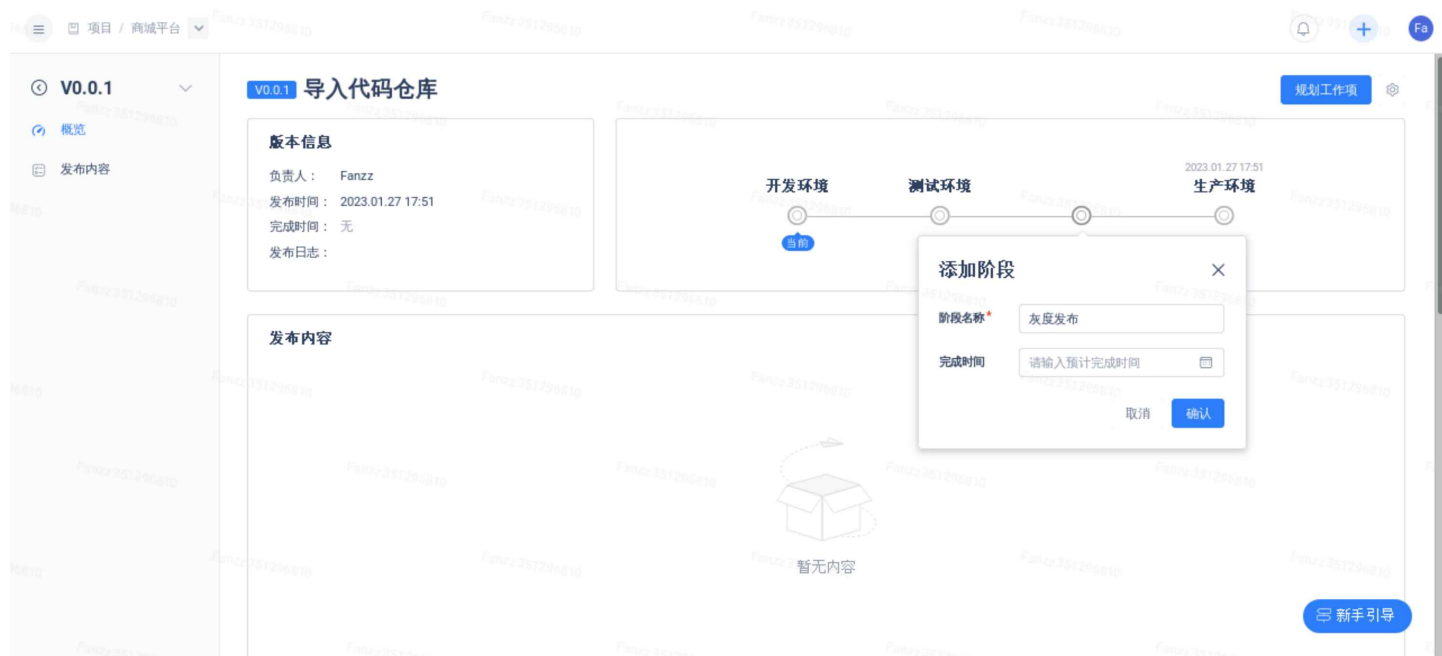 项目 / 商城平台
Fa
V0.0.1
概览
发布内容
V0.0.1 导入代码仓库
规划工作项
版本信息
负责人： Fanzz
发布时间： 2023.01.27 17:51
完成时间： 无
发布日志：
2023.01.27 17:51
开发环境 测试环境 生产环境
当前
添加阶段
阶段名称* 灰度发布
完成时间 请输入预计完成时间
取消 确认
发布内容
暂无内容
新手引导
Fanzz351296810